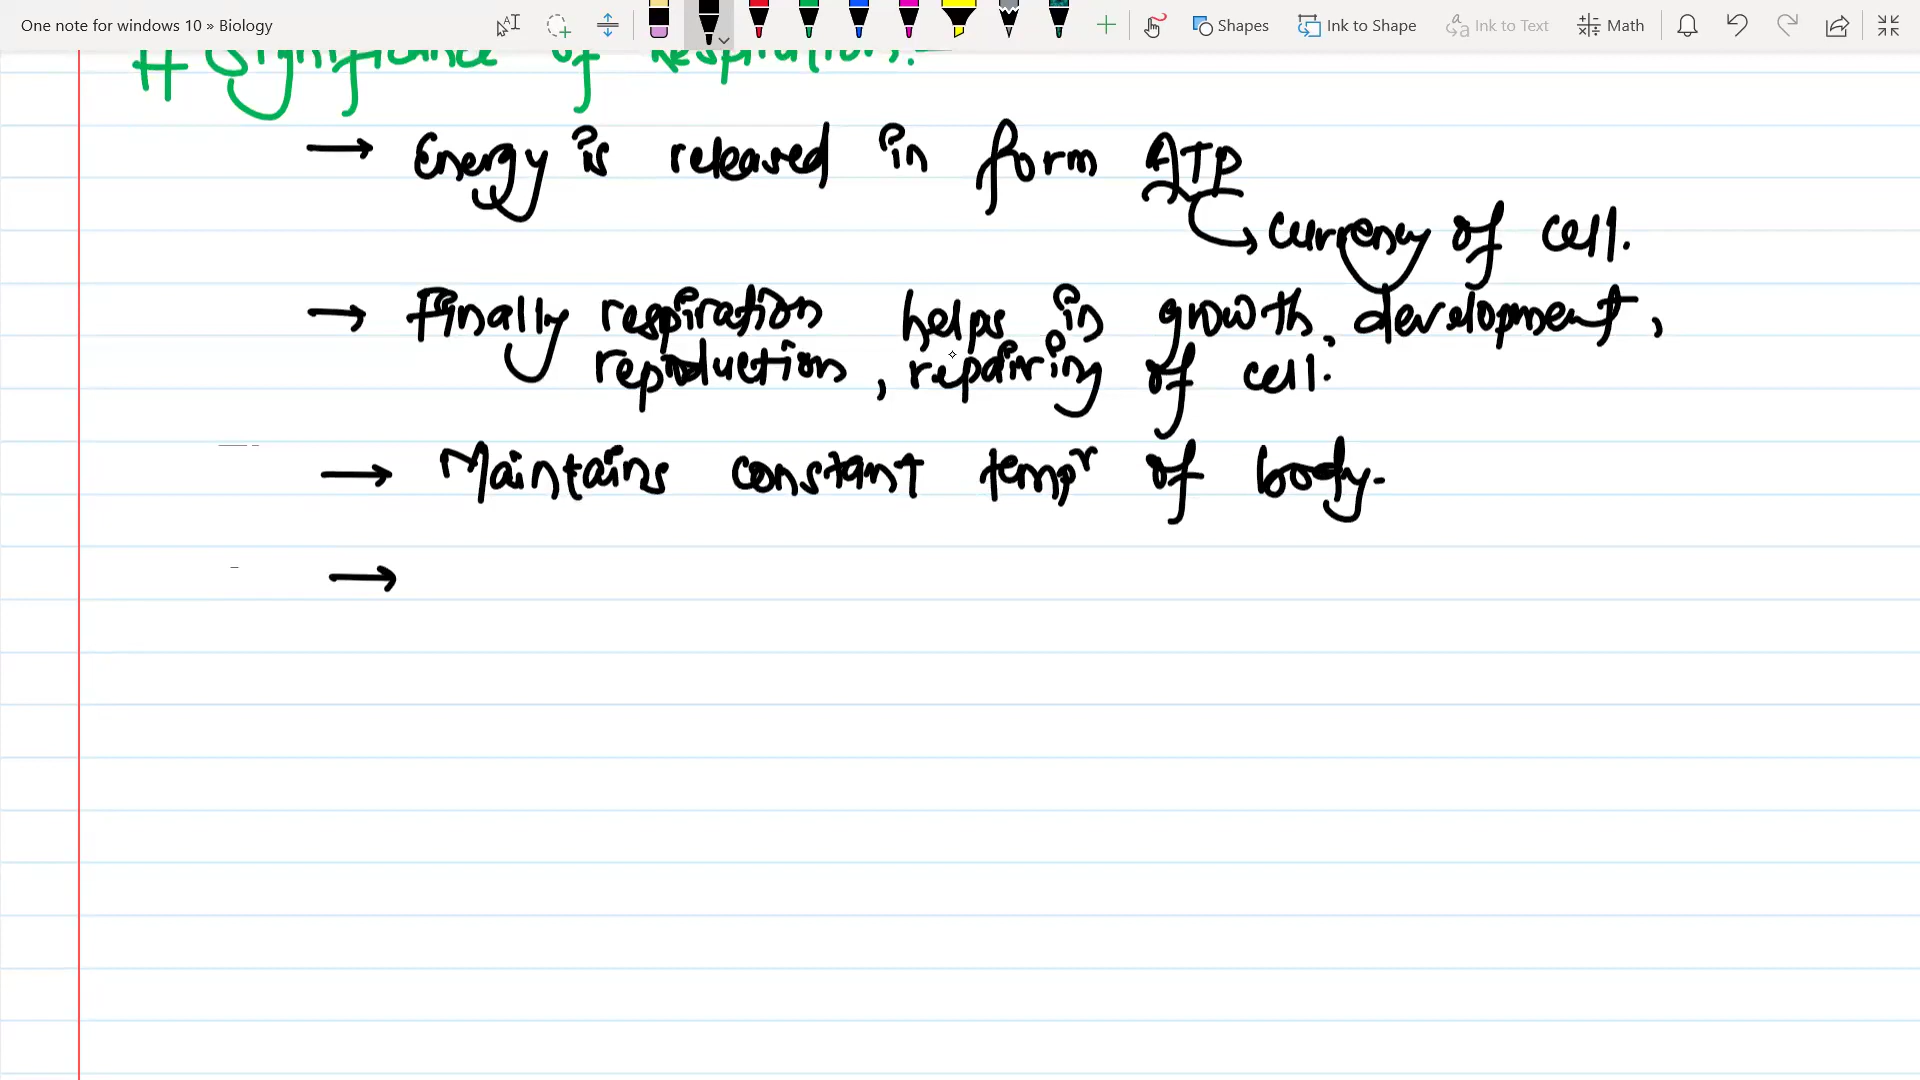 One note for windows 10 » Biology
Shapes
Ink to Shape
Ink to Text
Math
# Significance of Respiration:-
→ Energy is released in form ATP
↳ currency of cell.
→ Finally respiration helps in growth, development,
reproduction, repairing of cell.
→ Maintains constant tempr of body.
→